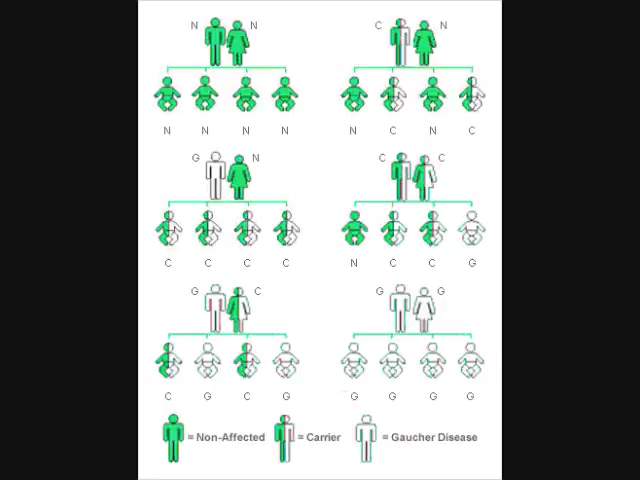 N N C N
N N N N N C N C
G N C C
C C C C N C C G
G C G G
C G C G G G G G
= Non-Affected = Carrier = Gaucher Disease